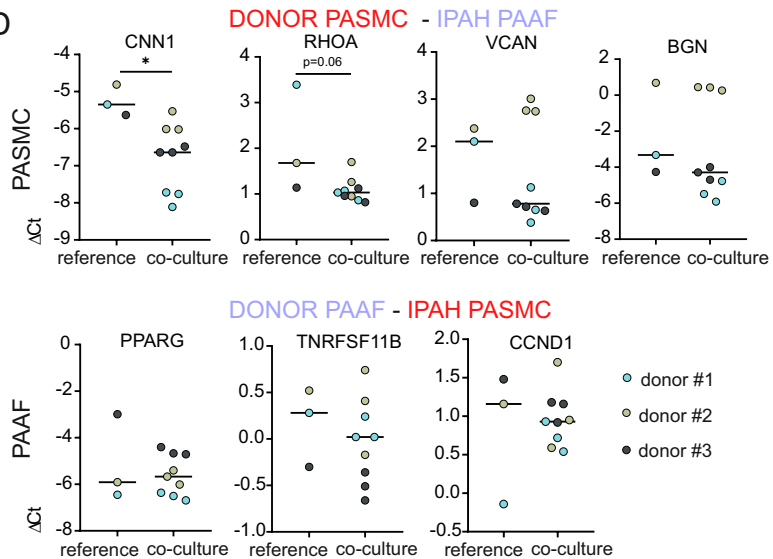 DONOR PASMC - IPAH PAAF
CNN1 RHOA VCAN BGN
* p=0.06
PASMC
ΔCt
-4 -5 -6 -7 -8 -9
4 3 2 1 0
4 3 2 1 0
2 0 -2 -4 -6 -8
reference co-culture reference co-culture reference co-culture reference co-culture
DONOR PAAF - IPAH PASMC
PPARG TNRFSF11B CCND1
PAAF
ΔCt
0 -2 -4 -6 -8
1.0 0.5 0.0 -0.5 -1.0
2.0 1.5 1.0 0.5 0.0 -0.5
reference co-culture reference co-culture reference co-culture
donor #1
donor #2
donor #3